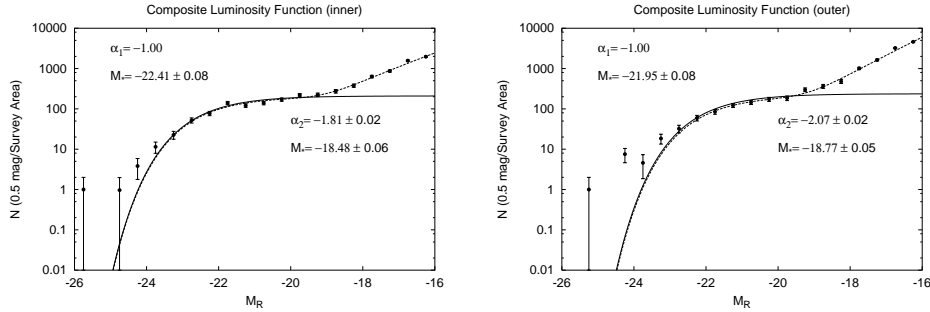 Composite Luminosity Function (inner)
N (0.5 mag/Survey Area)
10000
1000
100
10
1
0.1
0.01
α₁=−1.00
M*=−22.41 ± 0.08
α₂=−1.81 ± 0.02
M*=−18.48 ± 0.06
-26 -24 -22 -20 -18 -16
M_R
Composite Luminosity Function (outer)
N (0.5 mag/Survey Area)
10000
1000
100
10
1
0.1
0.01
α₁=−1.00
M*=−21.95 ± 0.08
α₂=−2.07 ± 0.02
M*=−18.77 ± 0.05
-26 -24 -22 -20 -18 -16
M_R